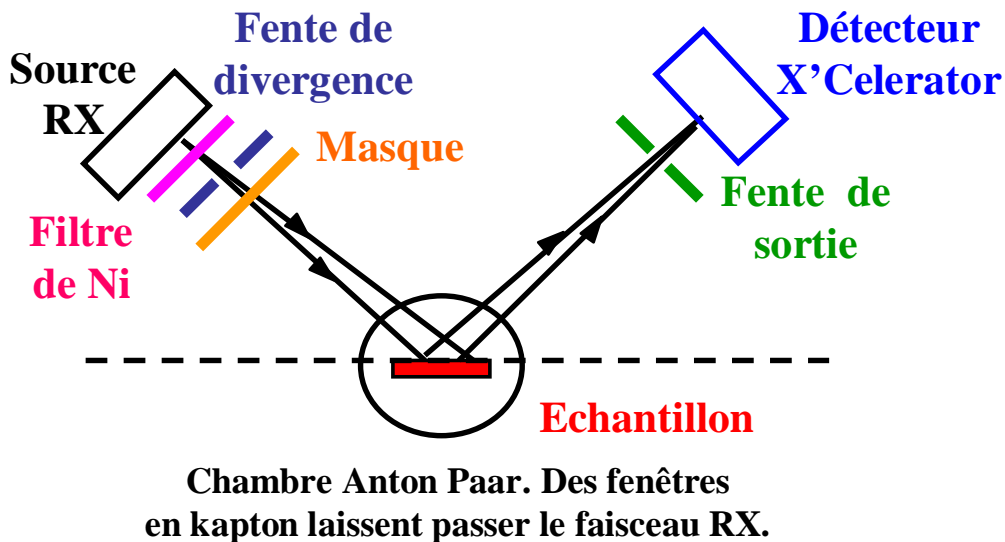 Source
RX
Fente de
divergence
Masque
Filtre
de Ni
Détecteur
X'Celerator
Fente de
sortie
Echantillon
Chambre Anton Paar. Des fenêtres
en kapton laissent passer le faisceau RX.